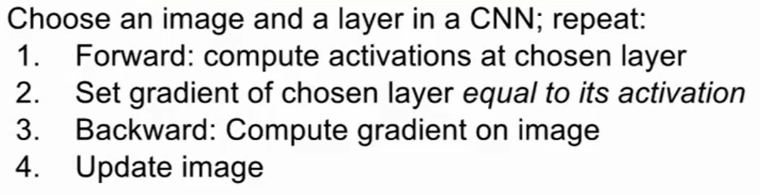 Choose an image and a layer in a CNN; repeat:
1. Forward: compute activations at chosen layer
2. Set gradient of chosen layer equal to its activation
3. Backward: Compute gradient on image
4. Update image